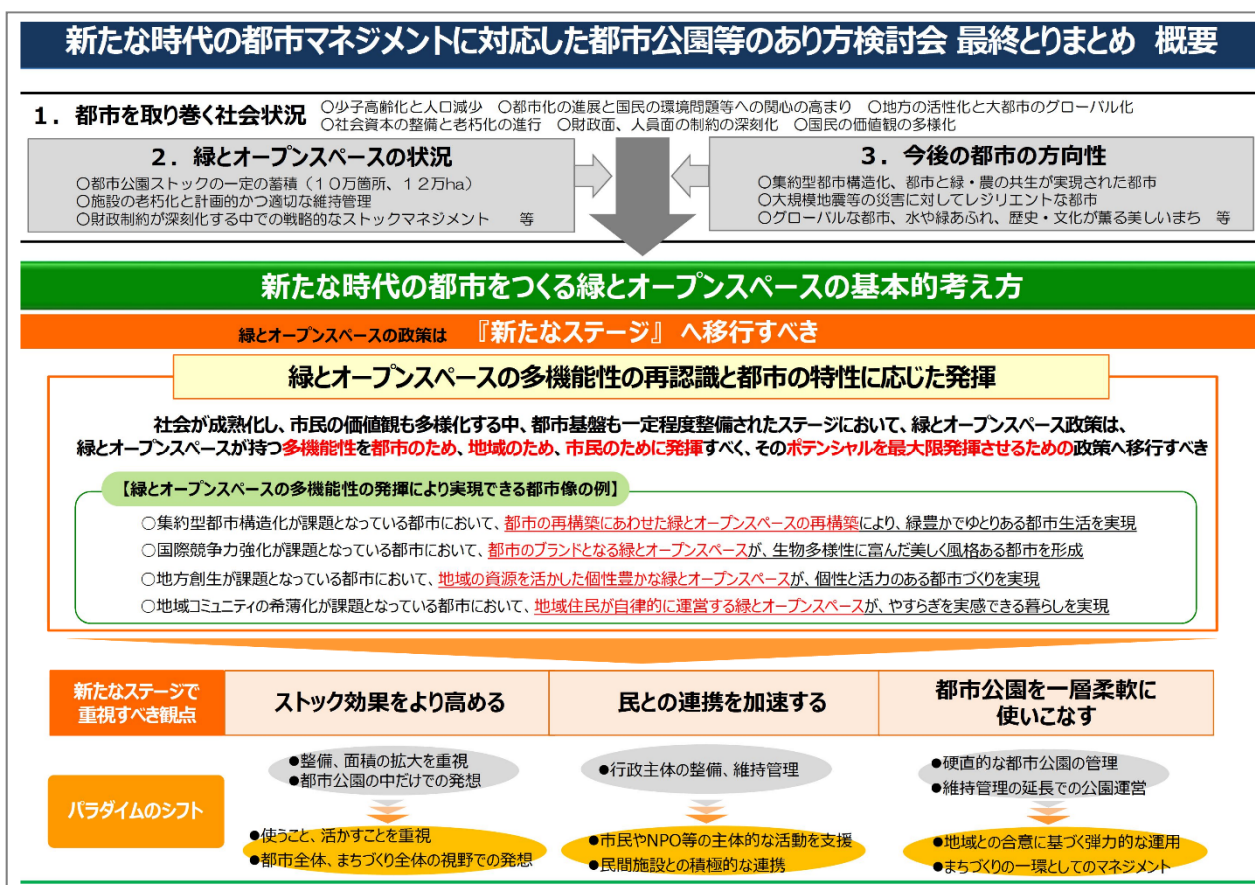 新たな時代の都市マネジメントに対応した都市公園等のあり方検討会 最終とりまとめ 概要
1．都市を取り巻く社会状況
○少子高齢化と人口減少 ○都市化の進展と国民の環境問題等への関心の高まり ○地方の活性化と大都市のグローバル化
○社会資本の整備と老朽化の進行 ○財政面、人員面の制約の深刻化 ○国民の価値観の多様化
2．緑とオープンスペースの状況
○都市公園ストックの一定の蓄積（１０万箇所、１２万ha）
○施設の老朽化と計画的かつ適切な維持管理
○財政制約が深刻化する中での戦略的なストックマネジメント 等
3．今後の都市の方向性
○集約型都市構造化、都市と緑・農の共生が実現された都市
○大規模地震等の災害に対してレジリエントな都市
○グローバルな都市、水や緑あふれ、歴史・文化が薫る美しいまち 等
新たな時代の都市をつくる緑とオープンスペースの基本的考え方
緑とオープンスペースの政策は 『新たなステージ』 へ移行すべき
緑とオープンスペースの多機能性の再認識と都市の特性に応じた発揮
社会が成熟化し、市民の価値観も多様化する中、都市基盤も一定程度整備されたステージにおいて、緑とオープンスペース政策は、
緑とオープンスペースが持つ多機能性を都市のため、地域のため、市民のために発揮すべく、そのポテンシャルを最大限発揮させるための政策へ移行すべき
【緑とオープンスペースの多機能性の発揮により実現できる都市像の例】
○集約型都市構造化が課題となっている都市において、都市の再構築にあわせた緑とオープンスペースの再構築により、緑豊かでゆとりある都市生活を実現
○国際競争力強化が課題となっている都市において、都市のブランドとなる緑とオープンスペースが、生物多様性に富んだ美しく風格ある都市を形成
○地方創生が課題となっている都市において、地域の資源を活かした個性豊かな緑とオープンスペースが、個性と活力のある都市づくりを実現
○地域コミュニティの希薄化が課題となっている都市において、地域住民が自律的に運営する緑とオープンスペースが、やすらぎを実感できる暮らしを実現
新たなステージで
重視すべき観点
ストック効果をより高める
民との連携を加速する
都市公園を一層柔軟に
使いこなす
パラダイムのシフト
●整備、面積の拡大を重視
●都市公園の中だけでの発想
●使うこと、活かすことを重視
●都市全体、まちづくり全体の視野での発想
●行政主体の整備、維持管理
●市民やNPO等の主体的な活動を支援
●民間施設との積極的な連携
●硬直的な都市公園の管理
●維持管理の延長での公園運営
●地域との合意に基づく弾力的な運用
●まちづくりの一環としてのマネジメント